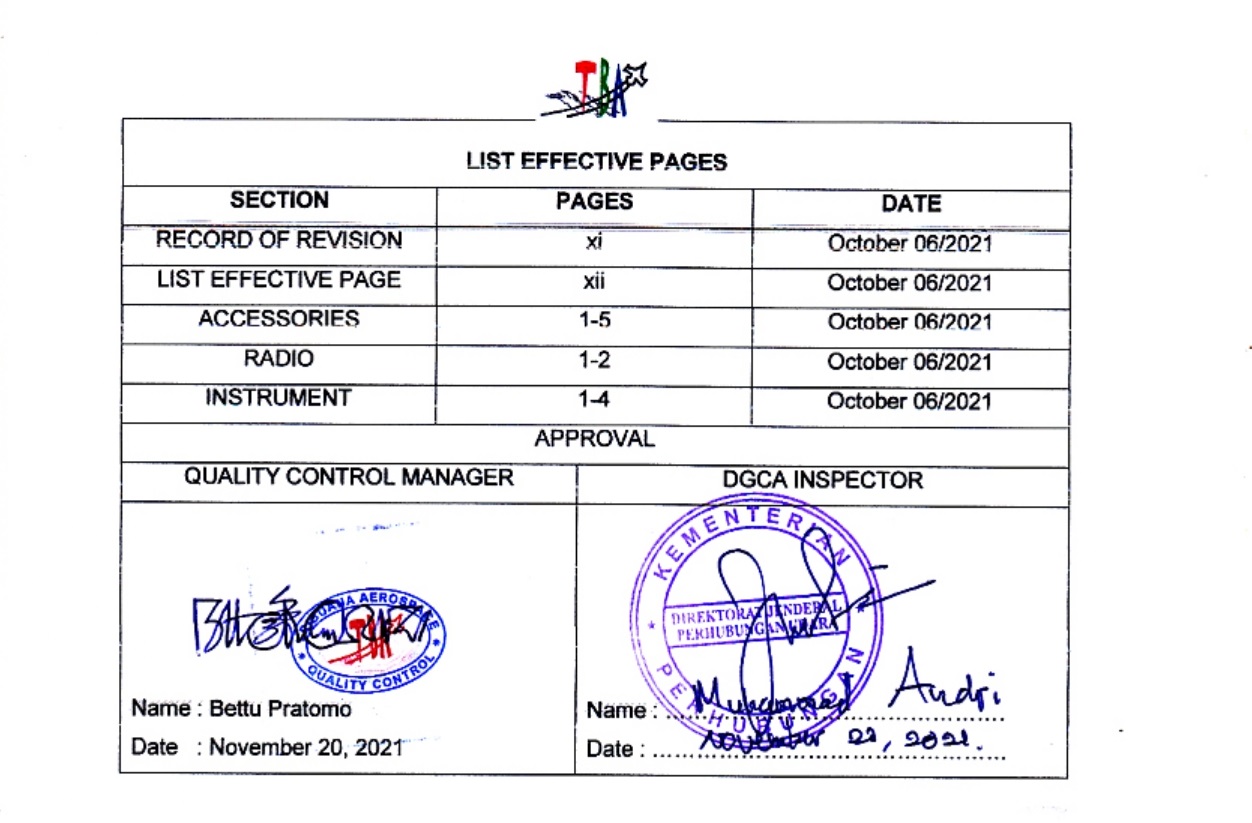 TBA
LIST EFFECTIVE PAGES
SECTION PAGES DATE
RECORD OF REVISION xi October 06/2021
LIST EFFECTIVE PAGE xii October 06/2021
ACCESSORIES 1-5 October 06/2021
RADIO 1-2 October 06/2021
INSTRUMENT 1-4 October 06/2021
APPROVAL
QUALITY CONTROL MANAGER DGCA INSPECTOR
KEMENTERIAN
DIREKTORAT JENDERAL
PERHUBUNGAN UDARA
PERHUBUNGAN
AEROSPACE
TBA
QUALITY CONTROL
Name : Bettu Pratomo
Date : November 20, 2021
Name : Muhammad Andri
Date : November 22, 2021.